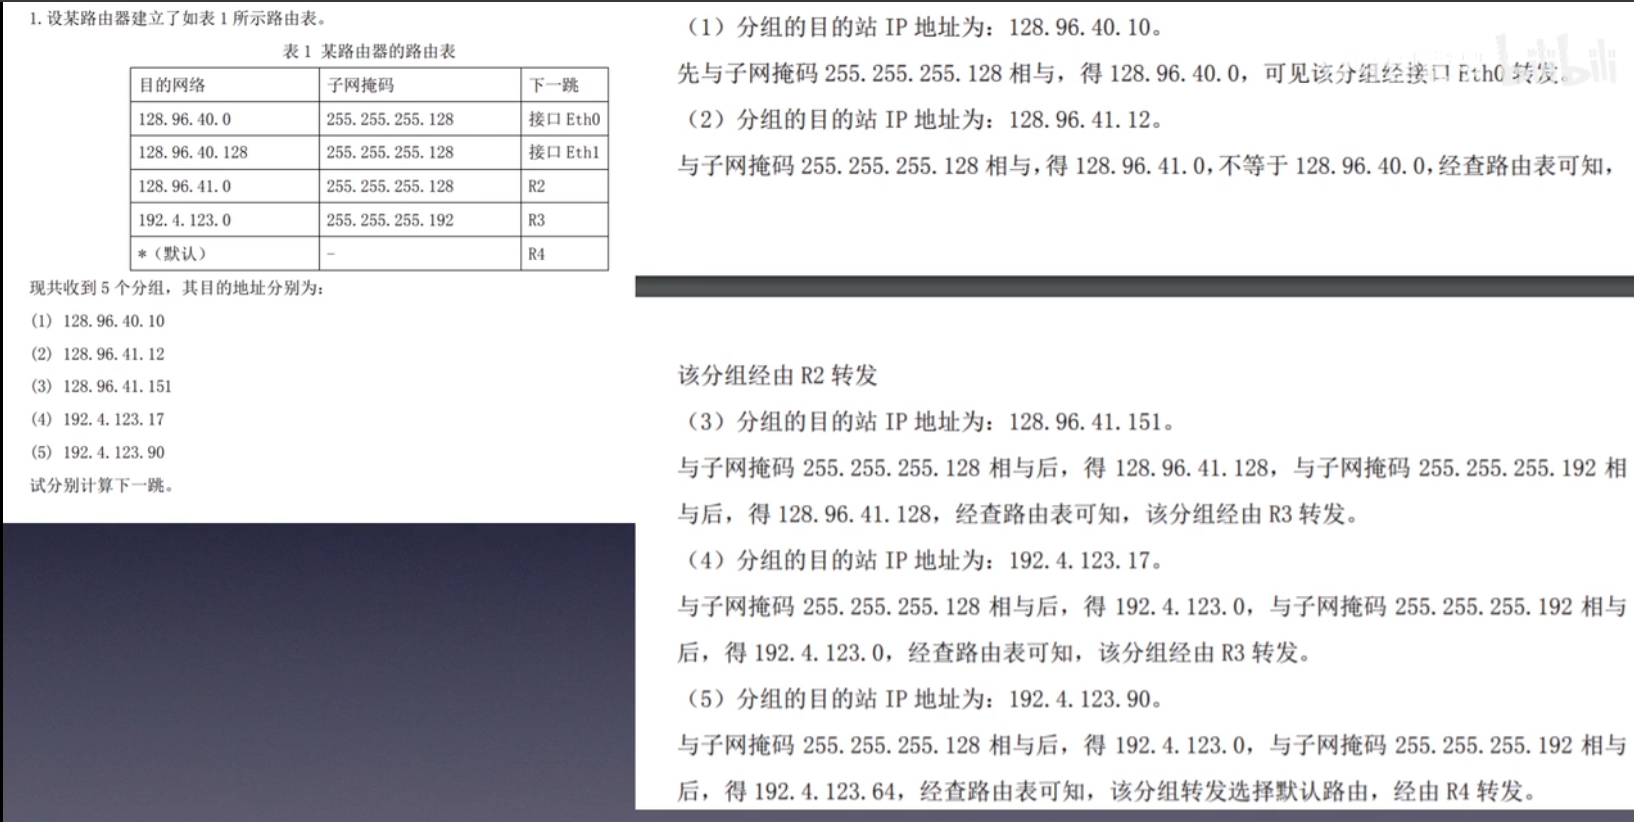 1.设某路由器建立了如表 1 所示路由表。
表 1 某路由器的路由表
目的网络 子网掩码 下一跳
128.96.40.0 255.255.255.128 接口 Eth0
128.96.40.128 255.255.255.128 接口 Eth1
128.96.41.0 255.255.255.128 R2
192.4.123.0 255.255.255.192 R3
*（默认） - R4
现共收到 5 个分组，其目的地址分别为：
(1) 128.96.40.10
(2) 128.96.41.12
(3) 128.96.41.151
(4) 192.4.123.17
(5) 192.4.123.90
试分别计算下一跳。
（1）分组的目的站 IP 地址为：128.96.40.10。
先与子网掩码 255.255.255.128 相与，得 128.96.40.0，可见该分组经接口 Eth0 转发。
（2）分组的目的站 IP 地址为：128.96.41.12。
与子网掩码 255.255.255.128 相与，得 128.96.41.0，不等于 128.96.40.0，经查路由表可知，
该分组经由 R2 转发
（3）分组的目的站 IP 地址为：128.96.41.151。
与子网掩码 255.255.255.128 相与后，得 128.96.41.128，与子网掩码 255.255.255.192 相
与后，得 128.96.41.128，经查路由表可知，该分组经由 R3 转发。
（4）分组的目的站 IP 地址为：192.4.123.17。
与子网掩码 255.255.255.128 相与后，得 192.4.123.0，与子网掩码 255.255.255.192 相与
后，得 192.4.123.0，经查路由表可知，该分组经由 R3 转发。
（5）分组的目的站 IP 地址为：192.4.123.90。
与子网掩码 255.255.255.128 相与后，得 192.4.123.0，与子网掩码 255.255.255.192 相与
后，得 192.4.123.64，经查路由表可知，该分组转发选择默认路由，经由 R4 转发。
bilibili